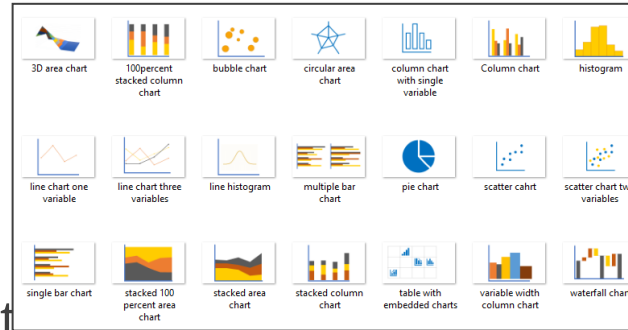 3D area chart
100percent
stacked column
chart
bubble chart
circular area
chart
column chart
with single
variable
Column chart
histogram
line chart one
variable
line chart three
variables
line histogram
multiple bar
chart
pie chart
scatter cahrt
scatter chart tw
variables
single bar chart
stacked 100
percent area
chart
stacked area
chart
stacked column
chart
table with
embedded charts
variable width
column chart
waterfall chart
t